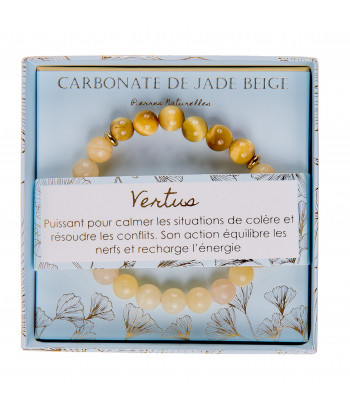 CARBONATE DE JADE BEIGE
Pierres Naturelles
Vertus
Puissant pour calmer les situations de colère et
résoudre les conflits. Son action équilibre les
nerfs et recharge l'énergie